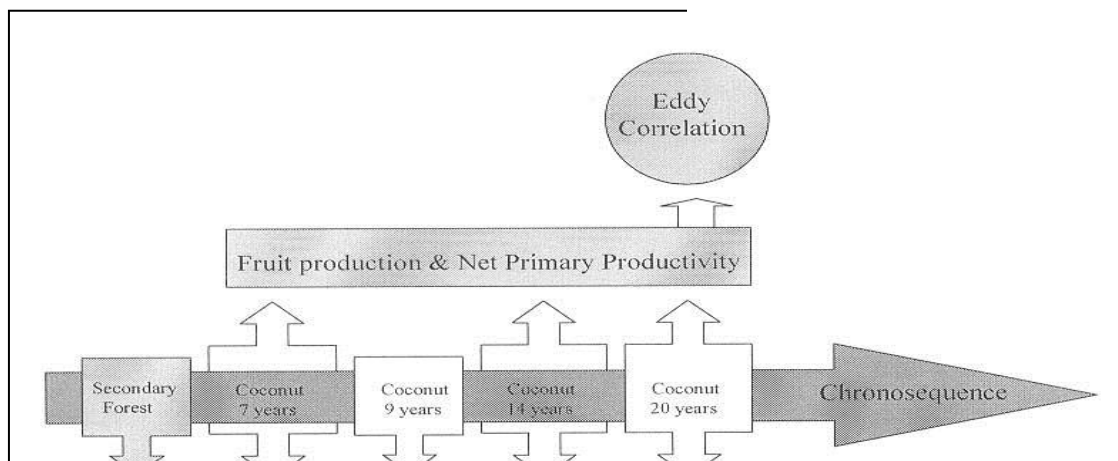 Eddy
Correlation
Fruit production & Net Primary Productivity
Secondary
Forest
Coconut
7 years
Coconut
9 years
Coconut
14 years
Coconut
20 years
Chronosequence